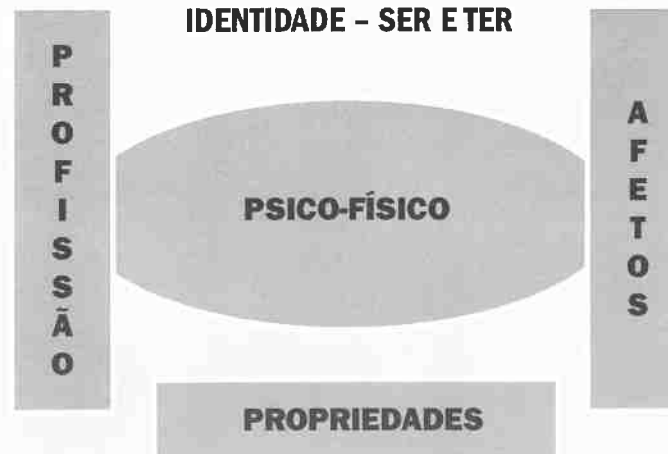 IDENTIDADE – SER E TER
PROFISSÃO
PSICO-FÍSICO
AFETOS
PROPRIEDADES